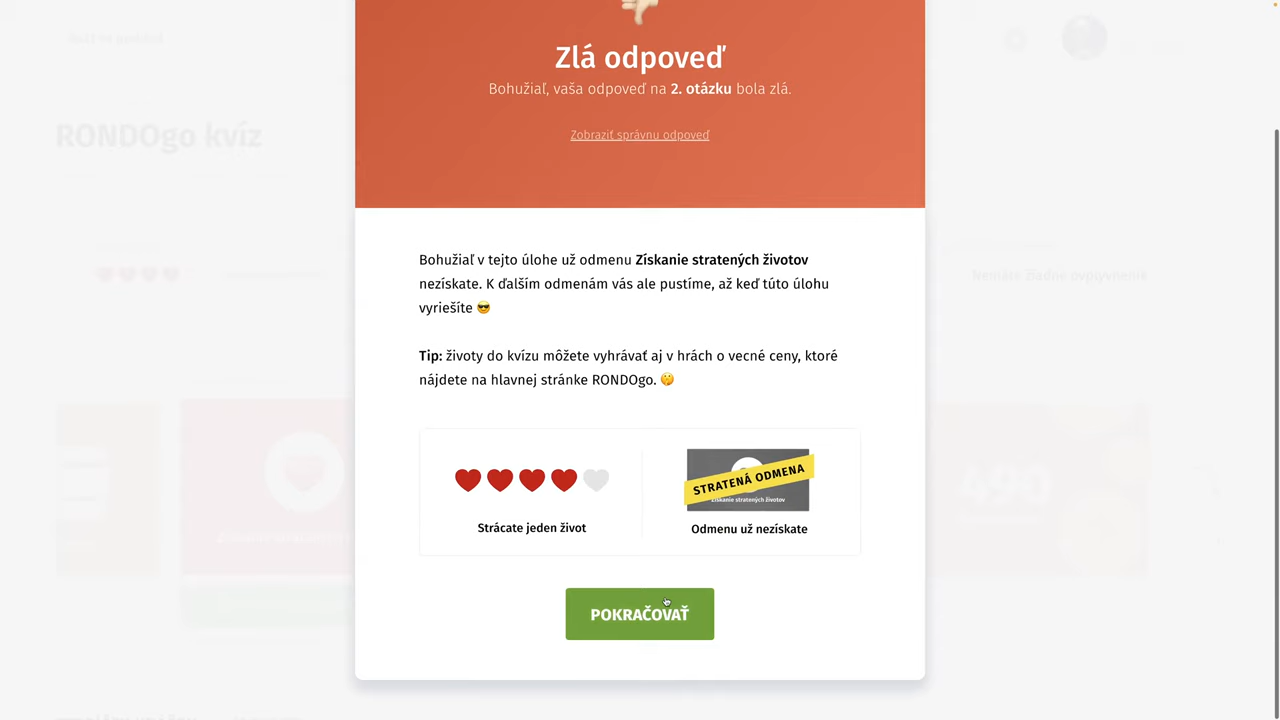 Zlá odpoveď
Bohužiaľ, vaša odpoveď na 2. otázku bola zlá.
Zobraziť správnu odpoveď
RONDOgo kvíz
Nemáte žiadne ovplyvnenie
Bohužiaľ v tejto úlohe už odmenu Získanie stratených životov
nezískate. K ďalším odmenám vás ale pustíme, až keď túto úlohu
vyriešíte 😎
Tip: životy do kvízu môžete vyhrávať aj v hrách o vecné ceny, ktoré
nájdete na hlavnej stránke RONDOgo. 🤫
STRATENÁ ODMENA
Získanie stratených životov
Strácate jeden život
Odmenu už nezískate
POKRAČOVAŤ